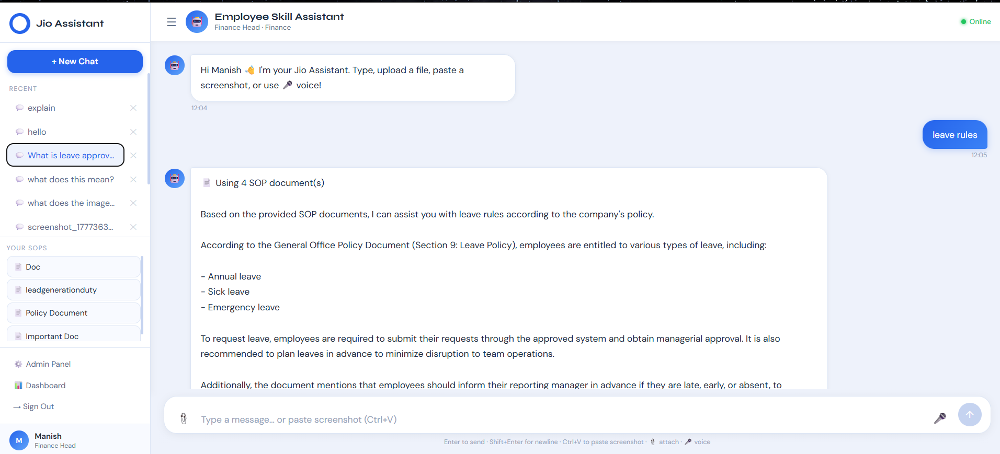 Jio Assistant
+ New Chat
RECENT
explain
hello
What is leave approv...
what does this mean?
what does the image...
screenshot_1777363...
YOUR SOPS
Doc
leadgenerationduty
Policy Document
Important Doc
Admin Panel
Dashboard
→ Sign Out
M
Manish
Finance Head
Employee Skill Assistant
Finance Head · Finance
Online
Hi Manish 👋 I'm your Jio Assistant. Type, upload a file, paste a
screenshot, or use 🎤 voice!
12:04
leave rules
12:05
Using 4 SOP document(s)
Based on the provided SOP documents, I can assist you with leave rules according to the company's policy.
According to the General Office Policy Document (Section 9: Leave Policy), employees are entitled to various types of leave, including:
- Annual leave
- Sick leave
- Emergency leave
To request leave, employees are required to submit their requests through the approved system and obtain managerial approval. It is also
recommended to plan leaves in advance to minimize disruption to team operations.
Additionally, the document mentions that employees should inform their reporting manager in advance if they are late, early, or absent, to
Type a message... or paste screenshot (Ctrl+V)
Enter to send · Shift+Enter for newline · Ctrl+V to paste screenshot · 📎 attach · 🎤 voice